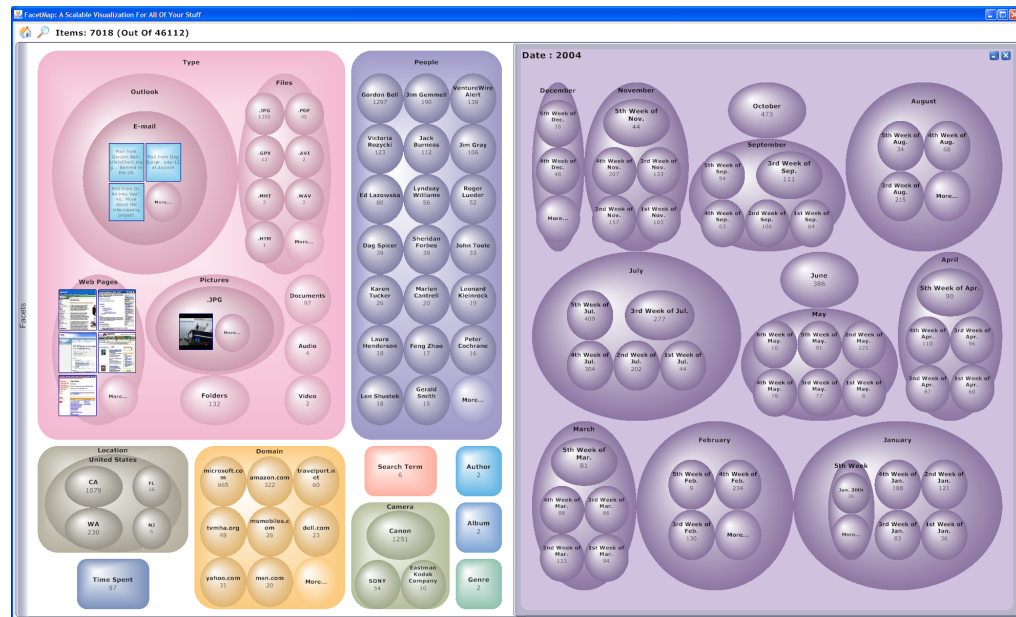 FacetMap: A Scalable Visualization For All Of Your Stuff
Items: 7018 (Out Of 46112)
Facets
Type
Outlook
E-mail
Mail from
Gordon Bell:
More...
Files
.JPG
1355
.PDF
95
.GPX
12
.AVI
2
.MHT
2
.WAV
2
.HTM
1
More...
Web Pages
More...
Pictures
.JPG
More...
Documents
97
Audio
4
Folders
132
Video
2
People
Gordon Bell
1297
Jim Gemmell
190
VentureWire
Alert
139
Victoria
Rozycki
123
Jack
Burness
112
Jim Gray
106
Ed Lazowska
80
Lyndsay
Williams
56
Roger
Lueder
52
Dag Spicer
39
Sheridan
Forbes
39
John Toole
33
Karen
Tucker
26
Marlen
Cantrell
20
Leonard
Kleinrock
19
Laura
Henderson
18
Feng Zhao
17
Peter
Cochrane
16
Len Shustek
18
Gerald
Smith
15
More...
Location
United States
CA
1079
FL
WA
230
NJ
Time Spent
97
Domain
microsoft.co
m
665
amazon.com
322
travelport.n
et
60
tvmha.org
48
msmobiles.c
om
26
dell.com
23
yahoo.com
31
msn.com
20
More...
Search Term
6
Camera
Canon
1291
SONY
54
Eastman
Kodak
Company
10
Author
2
Album
2
Genre
2
Date : 2004
December
5th Week of
Dec.
35
4th Week of
Dec.
48
More...
November
5th Week of
Nov.
44
4th Week of
Nov.
207
3rd Week of
Nov.
133
2nd Week of
Nov.
157
1st Week of
Nov.
103
October
473
September
5th Week of
Sep.
94
3rd Week of
Sep.
111
4th Week of
Sep.
63
2nd Week of
Sep.
106
1st Week of
Sep.
64
August
5th Week of
Aug.
34
4th Week of
Aug.
68
3rd Week of
Aug.
215
More...
July
5th Week of
Jul.
409
3rd Week of Jul.
277
4th Week of
Jul.
304
2nd Week of
Jul.
202
1st Week of
Jul.
44
June
386
May
6th Week of
May.
10
5th Week of
May.
91
2nd Week of
May.
121
4th Week of
May.
78
3rd Week of
May.
77
1st Week of
May.
8
April
5th Week of Apr.
90
4th Week of
Apr.
110
3rd Week of
Apr.
96
2nd Week of
Apr.
87
1st Week of
Apr.
60
March
5th Week of
Mar.
81
4th Week of
Mar.
88
3rd Week of
Mar.
86
2nd Week of
Mar.
133
1st Week of
Mar.
94
February
5th Week of
Feb.
9
4th Week of
Feb.
234
3rd Week of
Feb.
130
More...
January
5th Week
Jan. 30th
More...
4th Week of
Jan.
188
2nd Week of
Jan.
121
3rd Week of
Jan.
83
1st Week of
Jan.
36